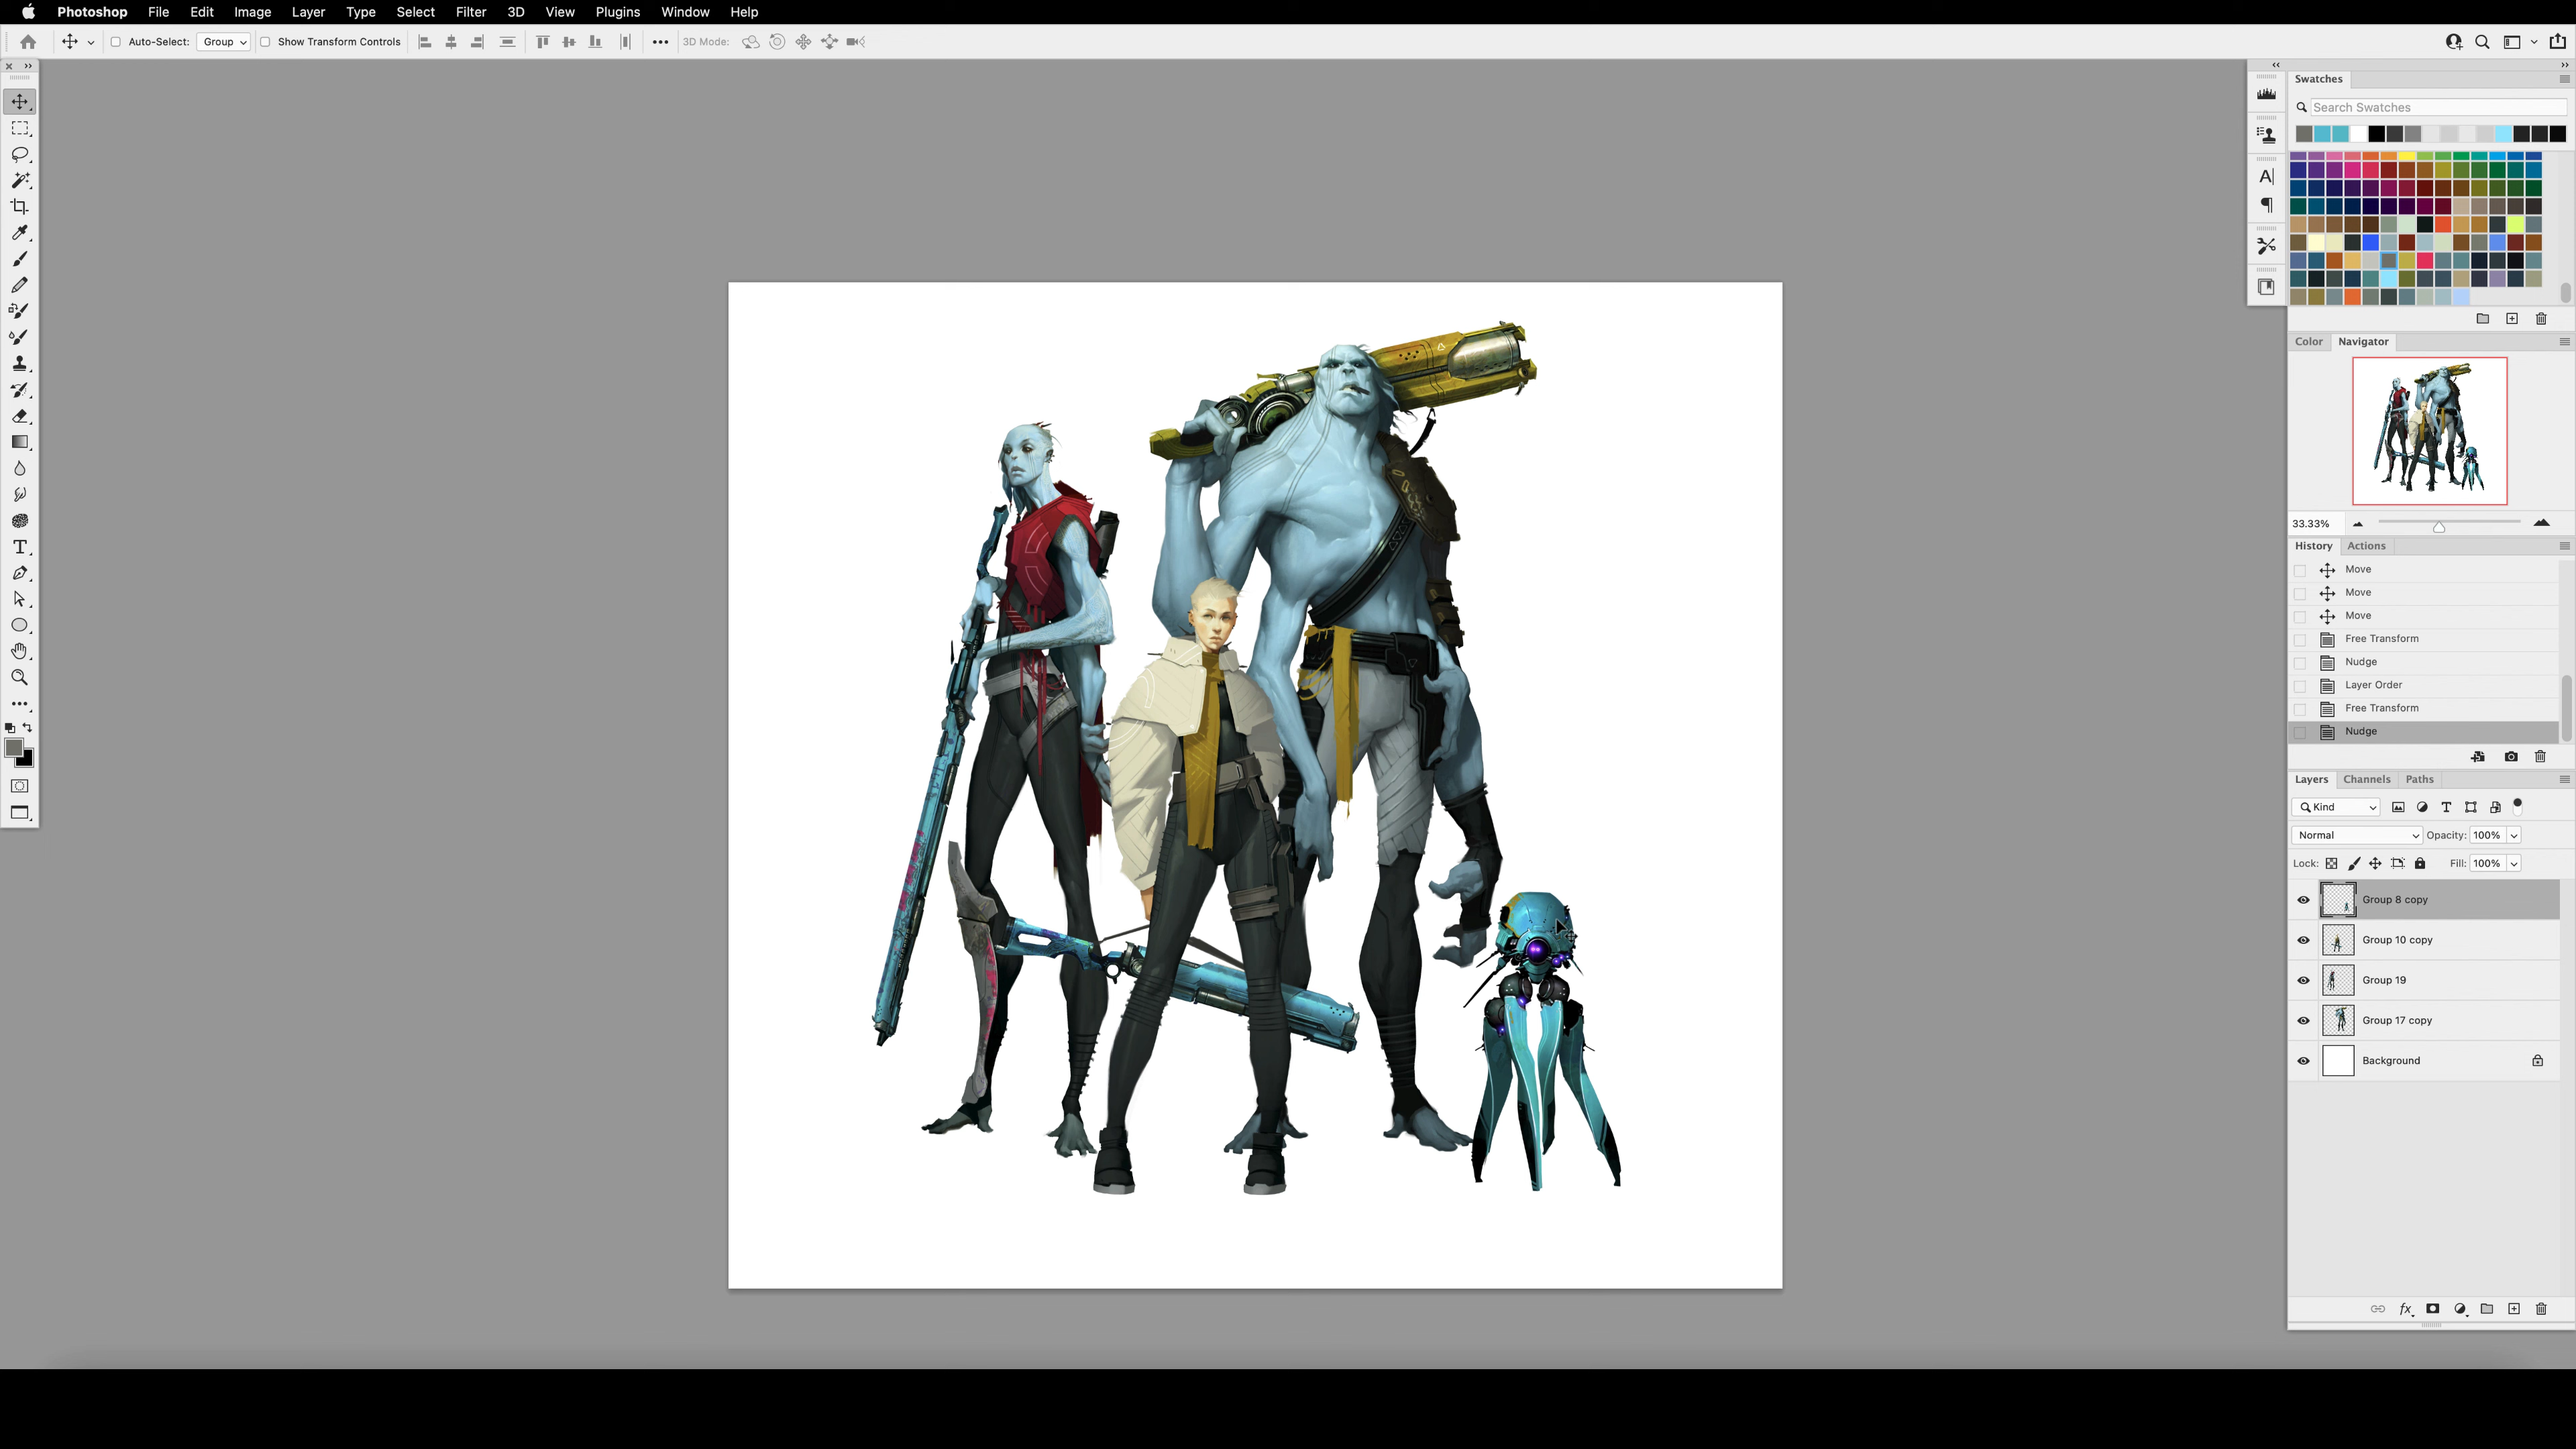 Photoshop File Edit Image Layer Type Select Filter 3D View Plugins Window Help
Auto-Select: Group Show Transform Controls 3D Mode:
Swatches
Search Swatches
Color Navigator
33.33%
History Actions
Move
Move
Move
Free Transform
Nudge
Layer Order
Free Transform
Nudge
Layers Channels Paths
Kind
Normal Opacity: 100%
Lock: Fill: 100%
Group 8 copy
Group 10 copy
Group 19
Group 17 copy
Background